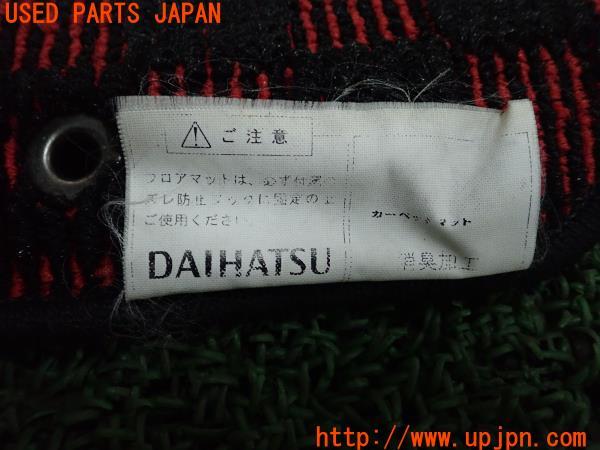 USED PARTS JAPAN
ご注意
フロアマットは、必ず付属の
ズレ防止フックに固定の上
ご使用ください。
DAIHATSU
カーペットマット
消臭加工
http://www.upjpn.com/